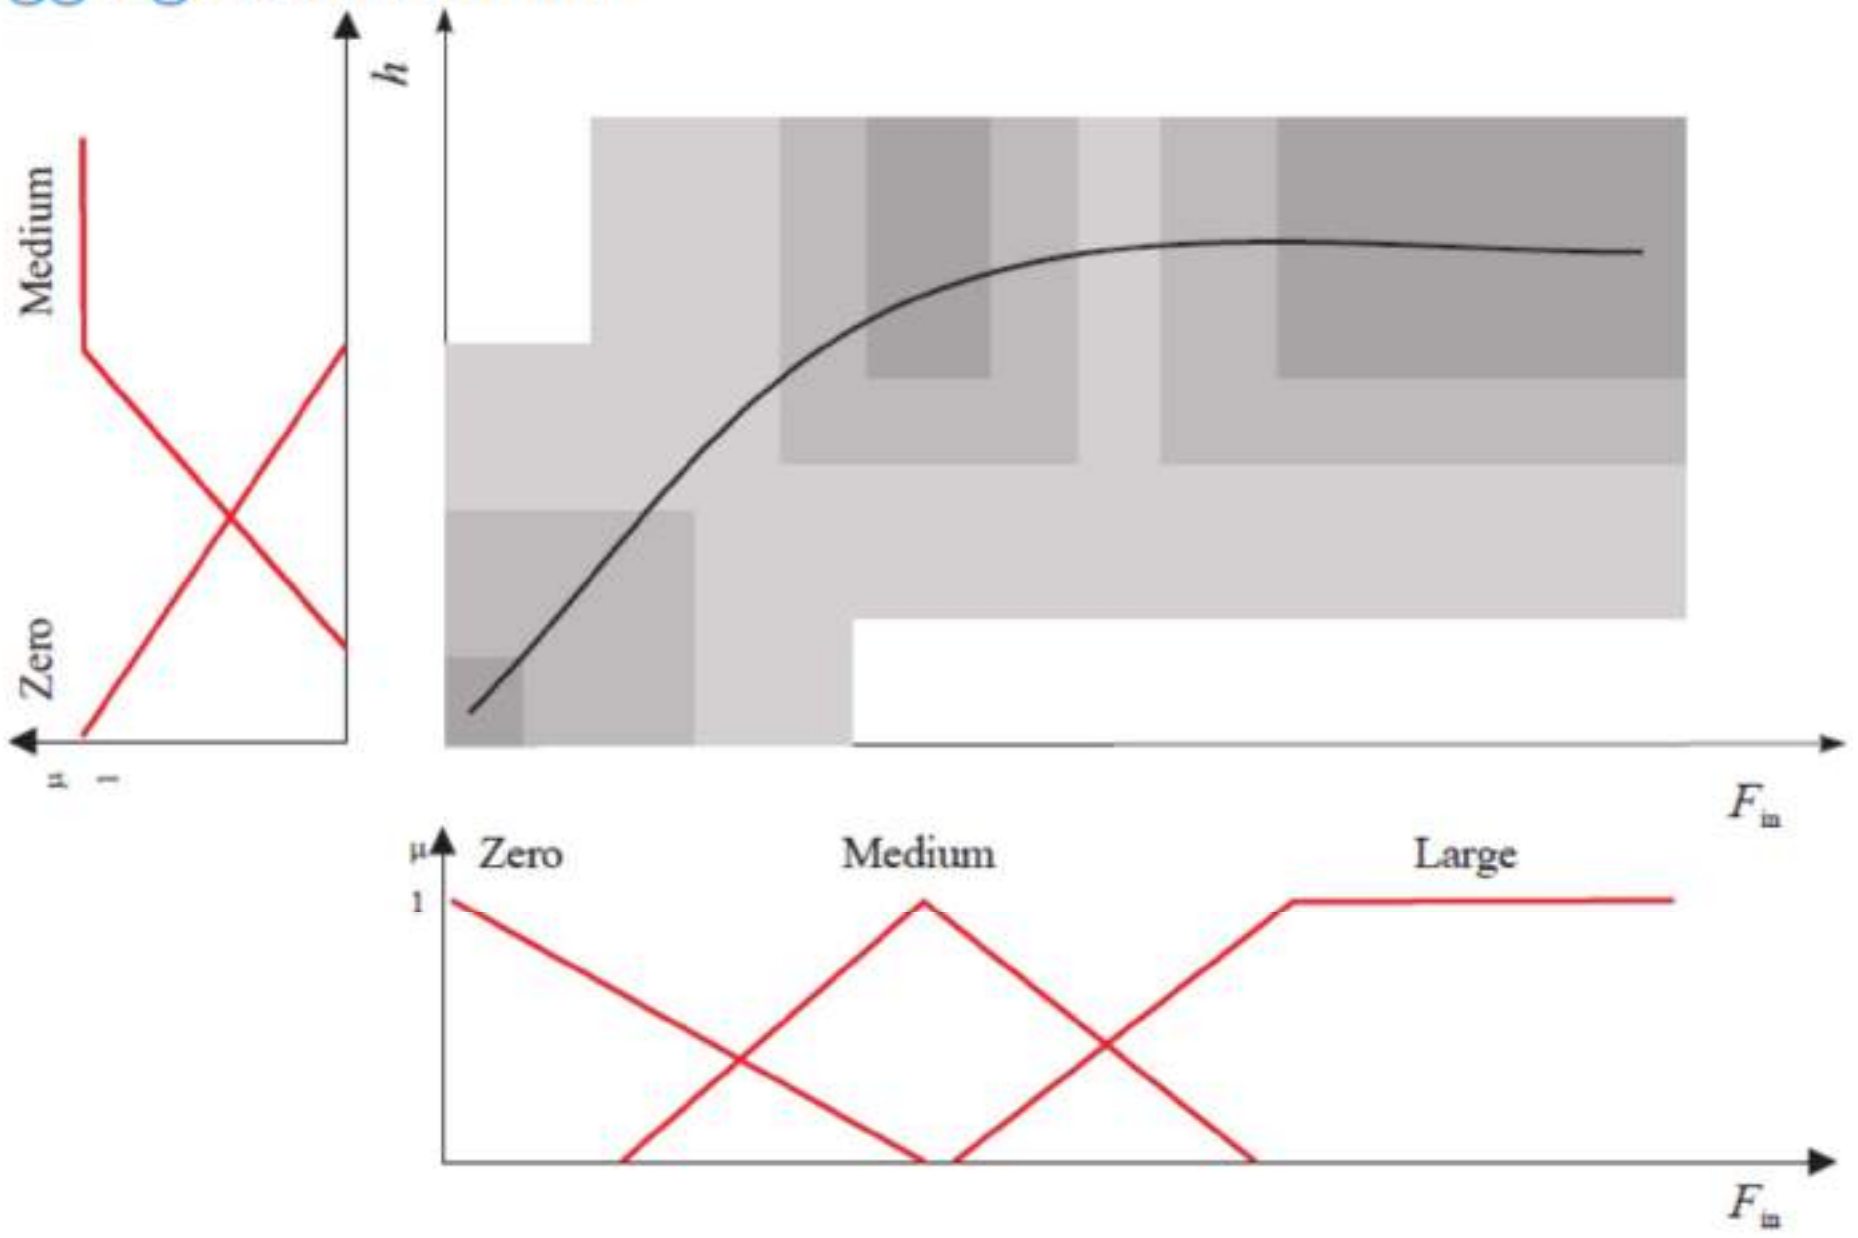 h
Medium
Zero
μ 1
F_in
μ
Zero
Medium
Large
1
F_in